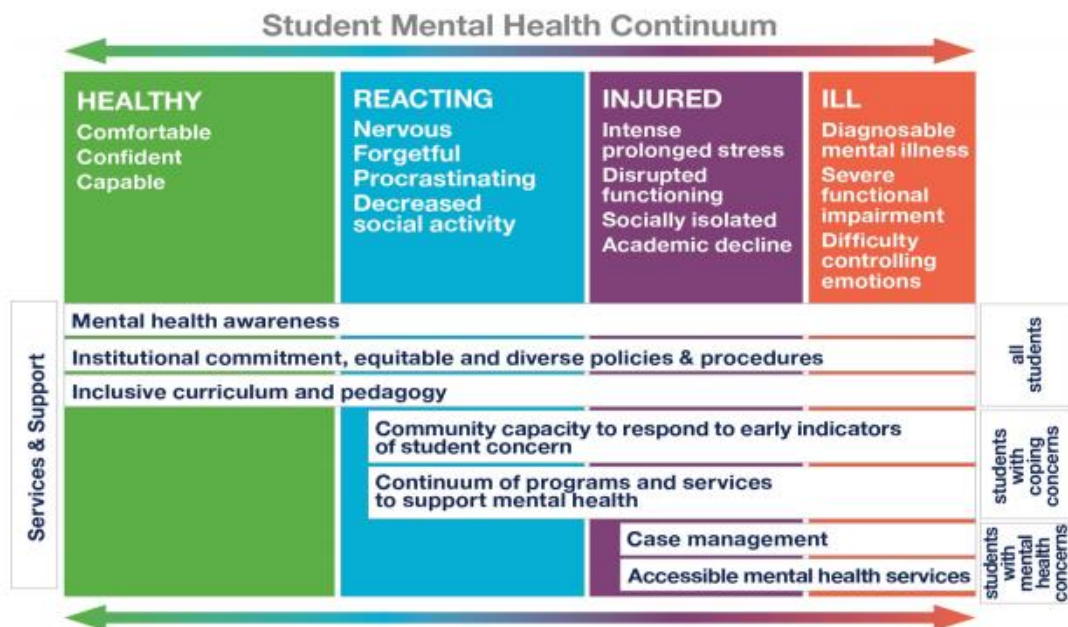 Student Mental Health Continuum
HEALTHY
Comfortable
Confident
Capable
REACTING
Nervous
Forgetful
Procrastinating
Decreased
social activity
INJURED
Intense
prolonged stress
Disrupted
functioning
Socially isolated
Academic decline
ILL
Diagnosable
mental illness
Severe
functional
impairment
Difficulty
controlling
emotions
Services & Support
Mental health awareness
Institutional commitment, equitable and diverse policies & procedures
Inclusive curriculum and pedagogy
all
students
Community capacity to respond to early indicators
of student concern
Continuum of programs and services
to support mental health
students
with
coping
concerns
Case management
Accessible mental health services
students
with
mental
health
concerns